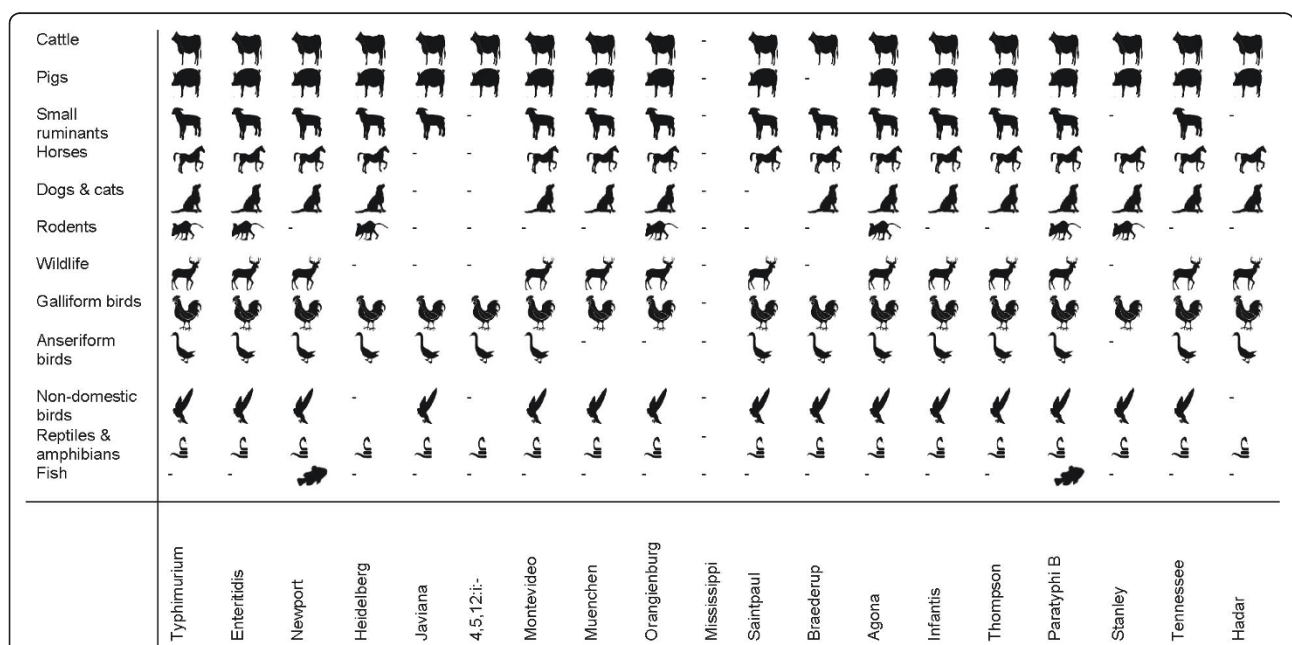 Cattle -
Pigs - -
Small - - - -
ruminants
Horses - - -
Dogs & cats - - - -
Rodents - - - - - - - - - - - -
Wildlife - - - - - -
Galliform birds -
Anseriform - - - -
birds
Non-domestic - - - -
birds
Reptiles & -
amphibians
Fish - - - - - - - - - - - - - - - - -
Typhimurium
Enteritidis
Newport
Heidelberg
Javiana
4,5,12:i:-
Montevideo
Muenchen
Orangienburg
Mississippi
Saintpaul
Braederup
Agona
Infantis
Thompson
Paratyphi B
Stanley
Tennessee
Hadar